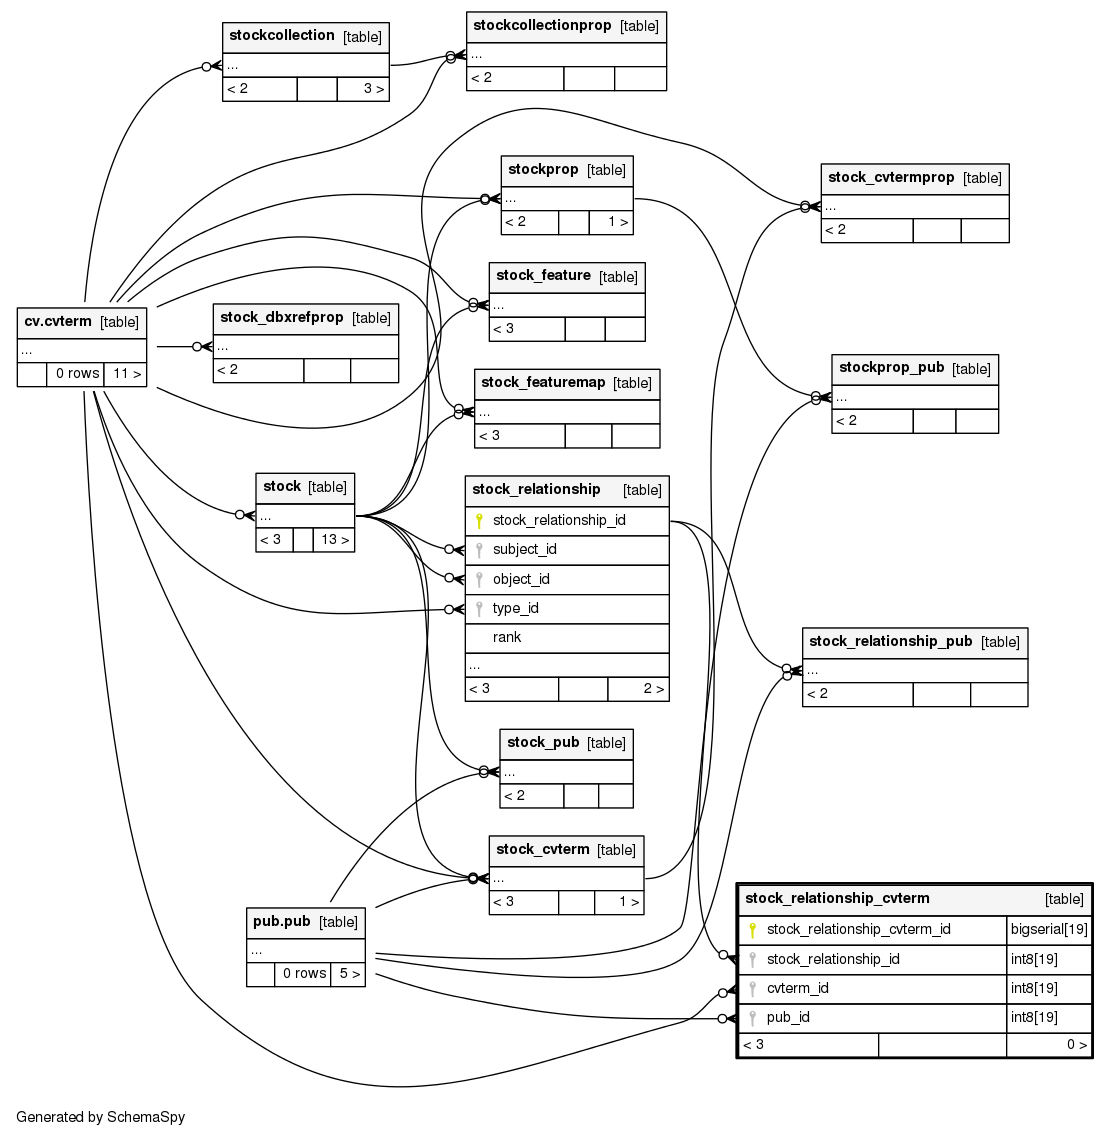 stockcollection [table]
...
< 2 3 >
stockcollectionprop [table]
...
< 2
stockprop [table]
...
< 2 1 >
stock_cvtermprop [table]
...
< 2
stock_feature [table]
...
< 3
cv.cvterm [table]
...
0 rows 11 >
stock_dbxrefprop [table]
...
< 2
stock_featuremap [table]
...
< 3
stockprop_pub [table]
...
< 2
stock [table]
...
< 3 13 >
stock_relationship [table]
stock_relationship_id
subject_id
object_id
type_id
rank
...
< 3 2 >
stock_relationship_pub [table]
...
< 2
stock_pub [table]
...
< 2
stock_cvterm [table]
...
< 3 1 >
pub.pub [table]
...
0 rows 5 >
stock_relationship_cvterm [table]
stock_relationship_cvterm_id bigserial[19]
stock_relationship_id int8[19]
cvterm_id int8[19]
pub_id int8[19]
< 3 0 >
Generated by SchemaSpy